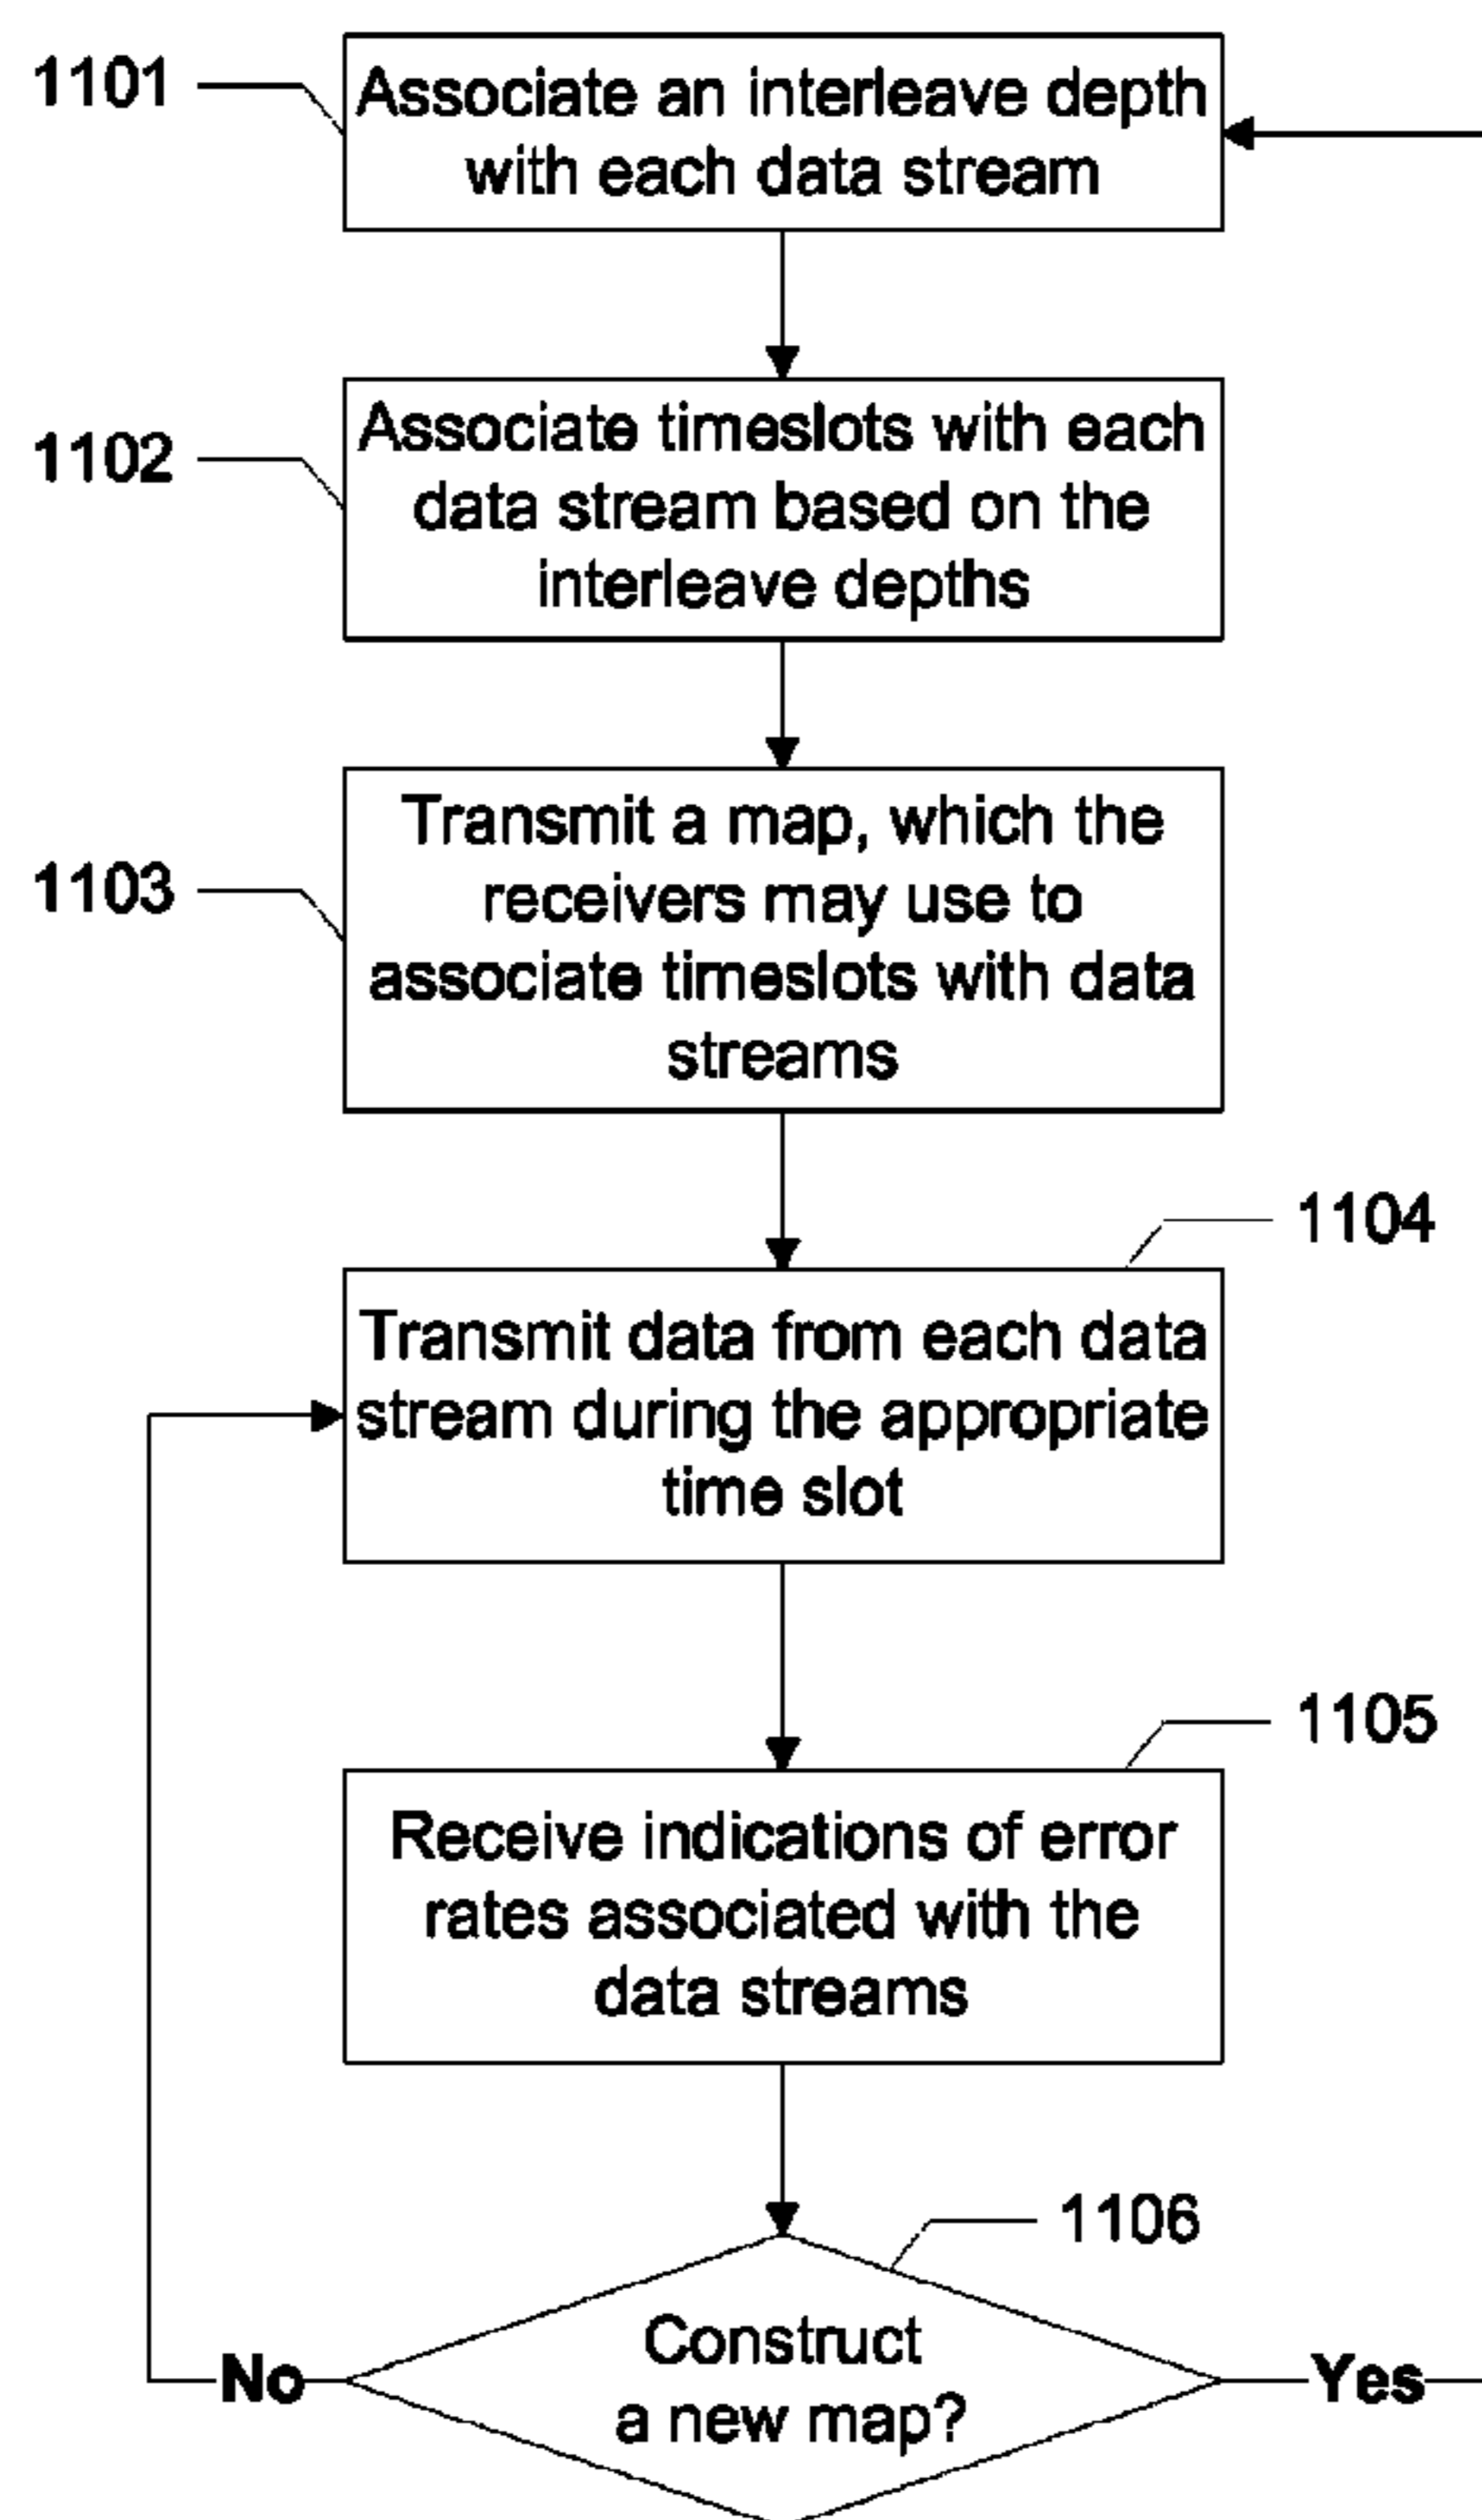 1101
Associate an interleave depth
with each data stream
1102
Associate timeslots with each
data stream based on the
interleave depths
1103
Transmit a map, which the
receivers may use to
associate timeslots with data
streams
1104
Transmit data from each data
stream during the appropriate
time slot
1105
Receive indications of error
rates associated with the
data streams
1106
Construct
a new map?
No
Yes